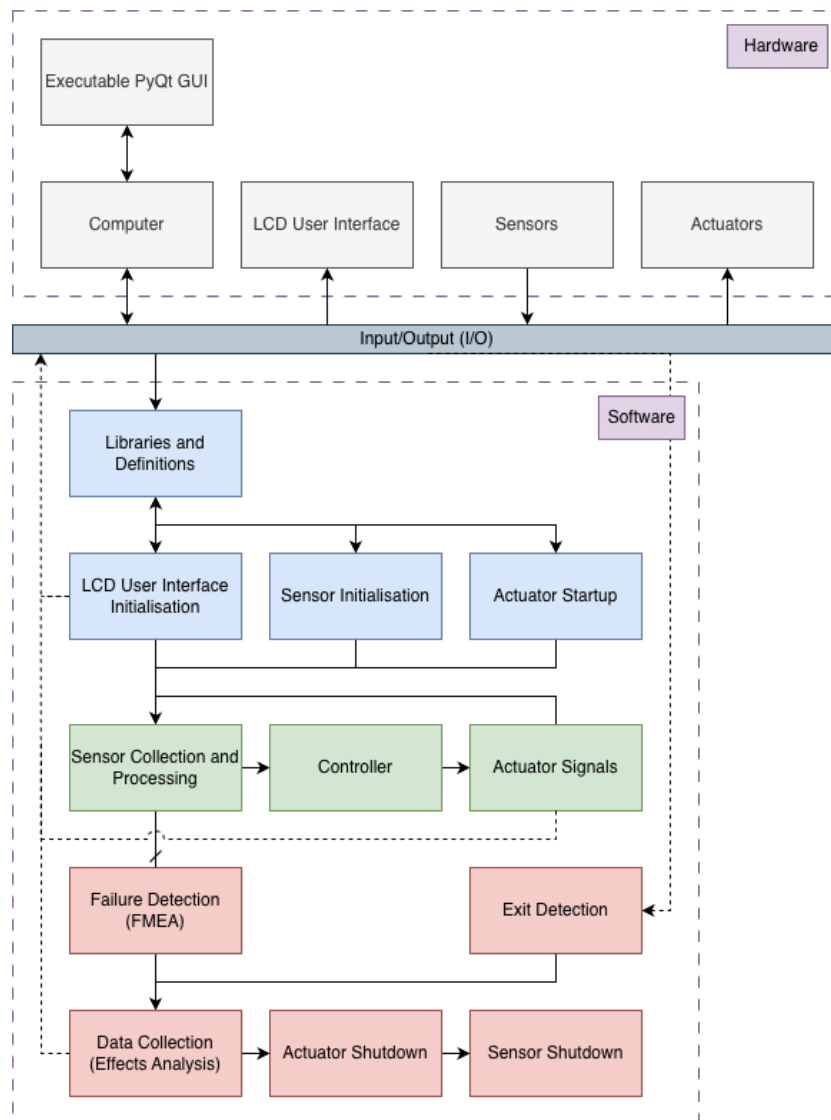 Hardware
Executable PyQt GUI
Computer
LCD User Interface
Sensors
Actuators
Input/Output (I/O)
Software
Libraries and
Definitions
LCD User Interface
Initialisation
Sensor Initialisation
Actuator Startup
Sensor Collection and
Processing
Controller
Actuator Signals
Failure Detection
(FMEA)
Exit Detection
Data Collection
(Effects Analysis)
Actuator Shutdown
Sensor Shutdown